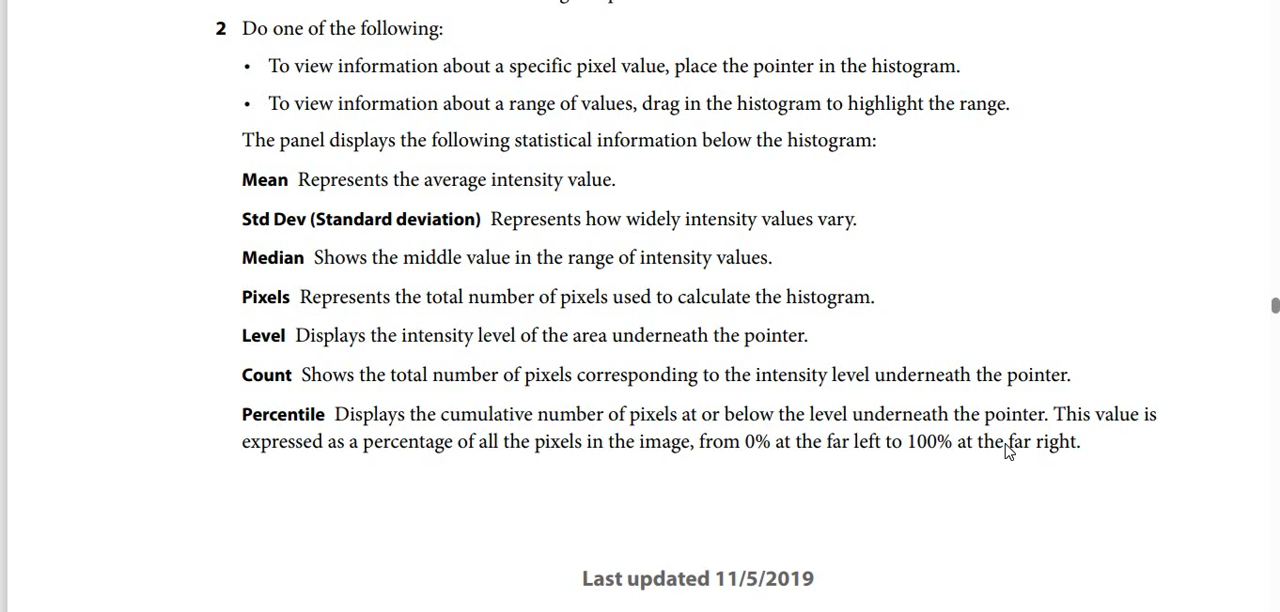 2 Do one of the following:
• To view information about a specific pixel value, place the pointer in the histogram.
• To view information about a range of values, drag in the histogram to highlight the range.
The panel displays the following statistical information below the histogram:
Mean Represents the average intensity value.
Std Dev (Standard deviation) Represents how widely intensity values vary.
Median Shows the middle value in the range of intensity values.
Pixels Represents the total number of pixels used to calculate the histogram.
Level Displays the intensity level of the area underneath the pointer.
Count Shows the total number of pixels corresponding to the intensity level underneath the pointer.
Percentile Displays the cumulative number of pixels at or below the level underneath the pointer. This value is
expressed as a percentage of all the pixels in the image, from 0% at the far left to 100% at the far right.
Last updated 11/5/2019